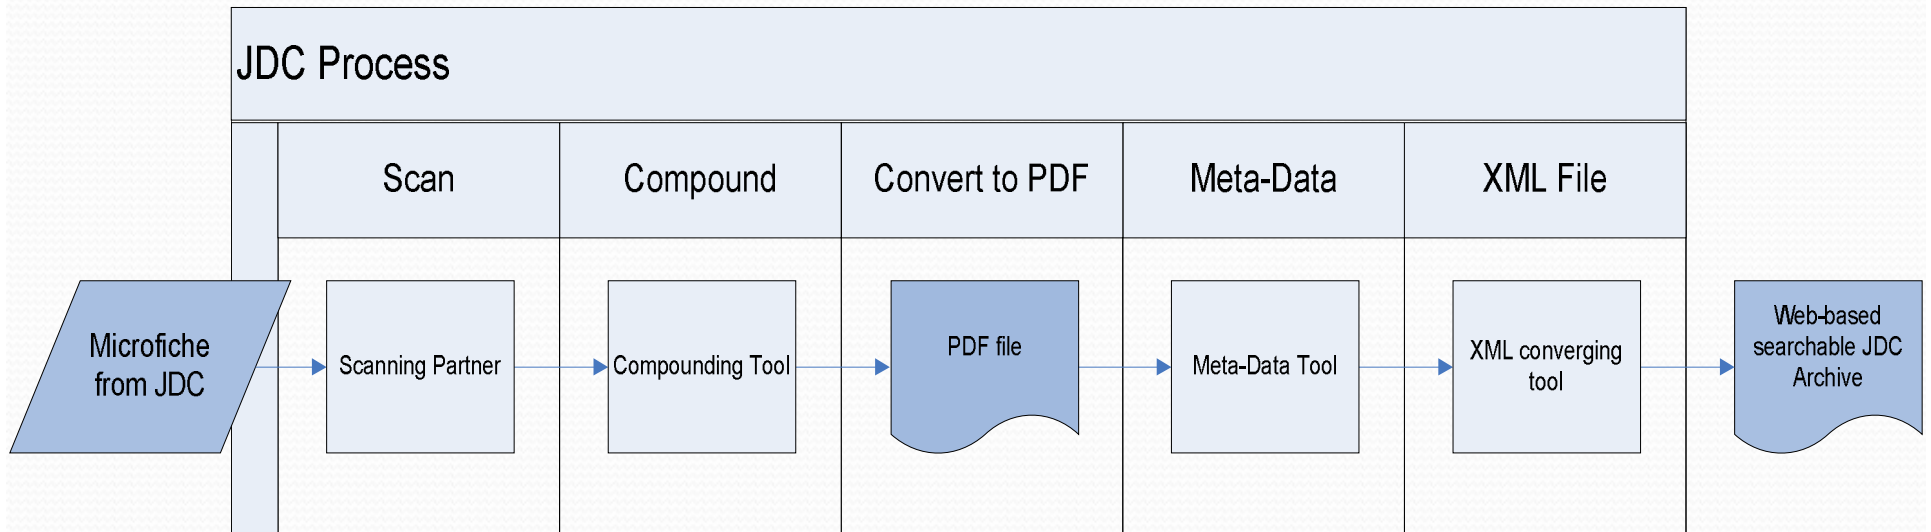 JDC Process
Scan
Compound
Convert to PDF
Meta-Data
XML File
Microfiche
from JDC
Scanning Partner
Compounding Tool
PDF file
Meta-Data Tool
XML converging
tool
Web-based
searchable JDC
Archive